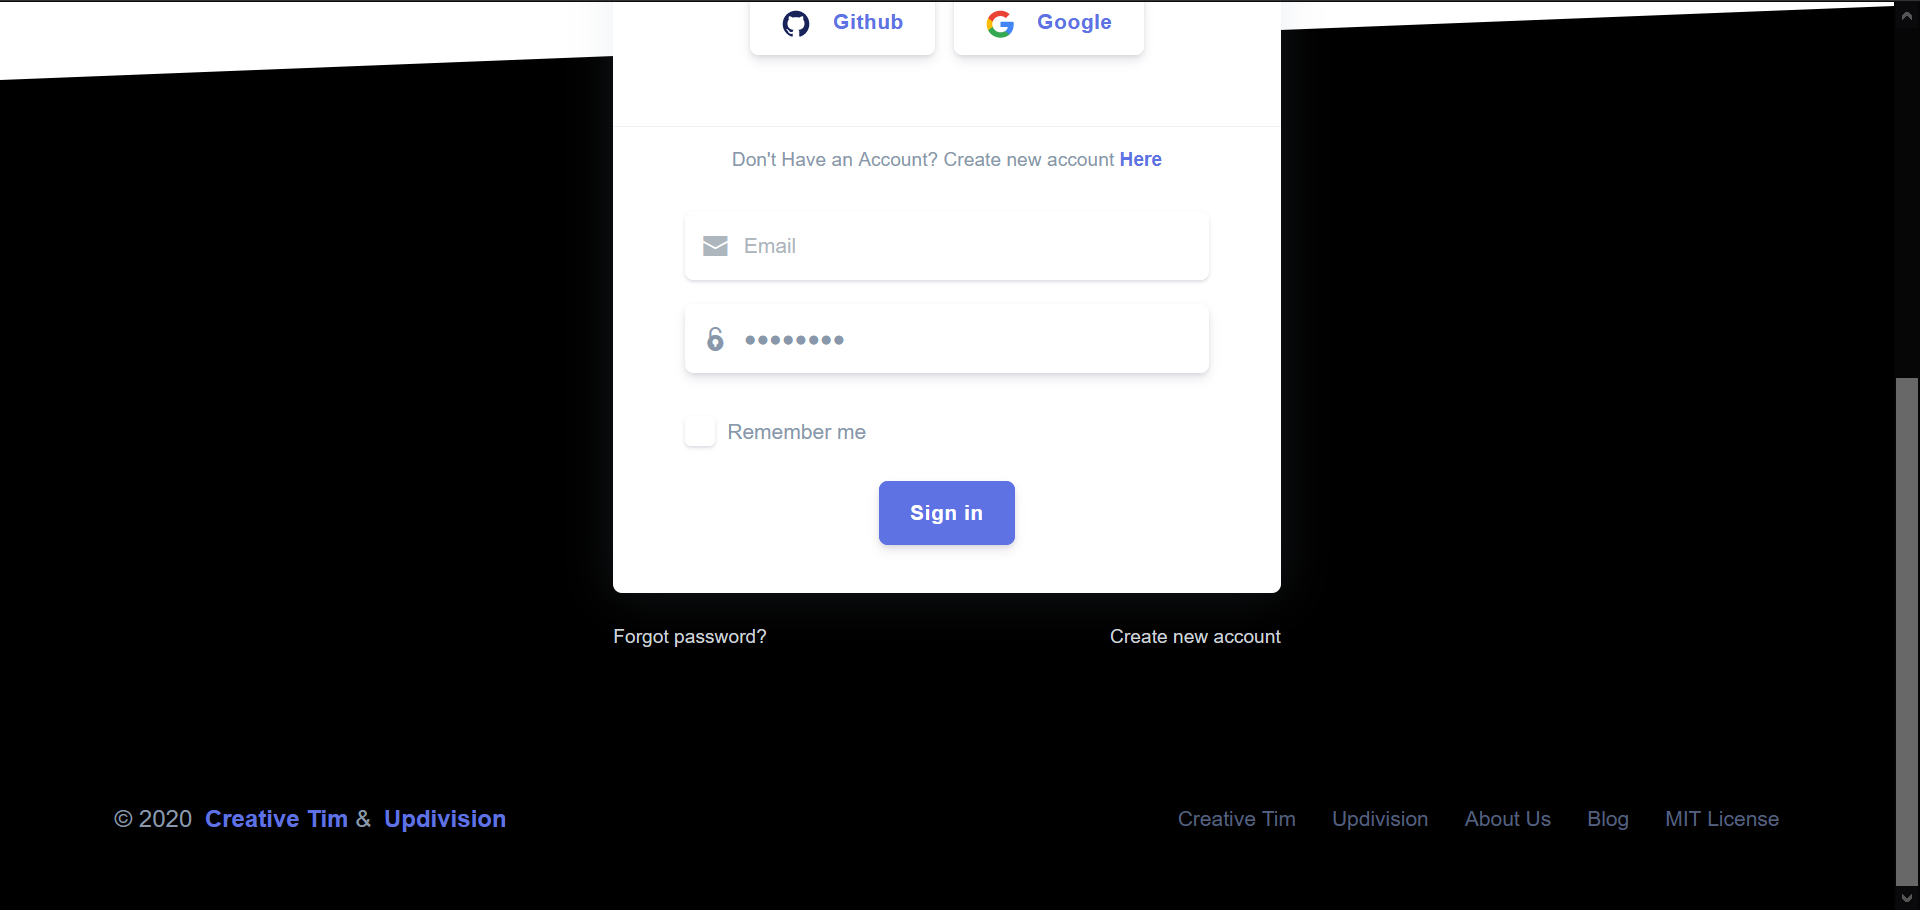 Github Google
Don't Have an Account? Create new account Here
Email
••••••••
Remember me
Sign in
Forgot password? Create new account
© 2020 Creative Tim & Updivision Creative Tim Updivision About Us Blog MIT License